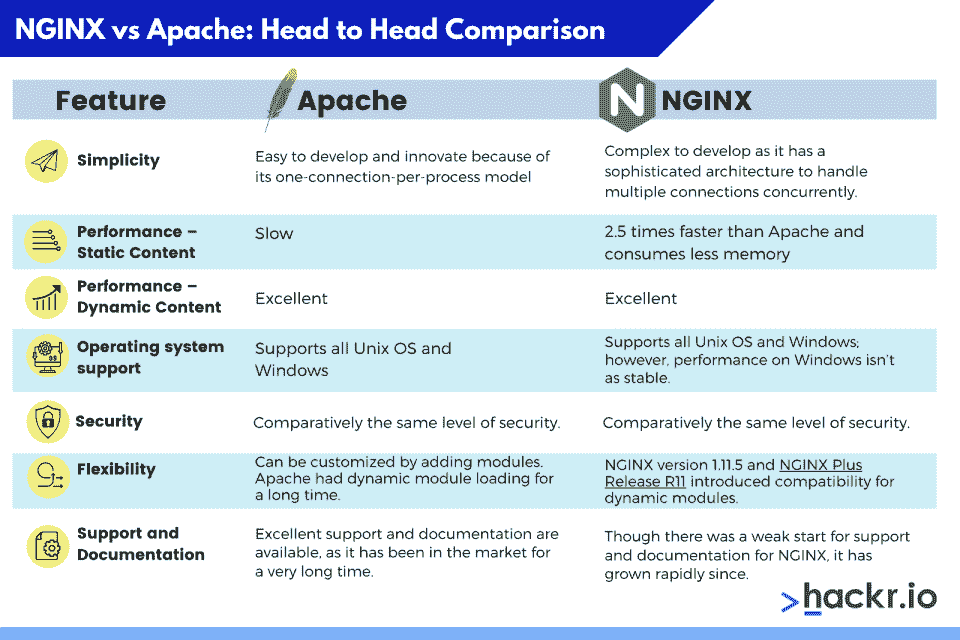 NGINX vs Apache: Head to Head Comparison
Feature
Apache
N NGINX
Simplicity
Easy to develop and innovate because of
its one-connection-per-process model
Complex to develop as it has a
sophisticated architecture to handle
multiple connections concurrently.
Performance –
Static Content
Slow
2.5 times faster than Apache and
consumes less memory
Performance –
Dynamic Content
Excellent
Excellent
Operating system
support
Supports all Unix OS and
Windows
Supports all Unix OS and Windows;
however, performance on Windows isn't
as stable.
Security
Comparatively the same level of security.
Comparatively the same level of security.
Flexibility
Can be customized by adding modules.
Apache had dynamic module loading for
a long time.
NGINX version 1.11.5 and NGINX Plus
Release R11 introduced compatibility for
dynamic modules.
Support and
Documentation
Excellent support and documentation are
available, as it has been in the market for
a very long time.
Though there was a weak start for support
and documentation for NGINX, it has
grown rapidly since.
>hackr.io